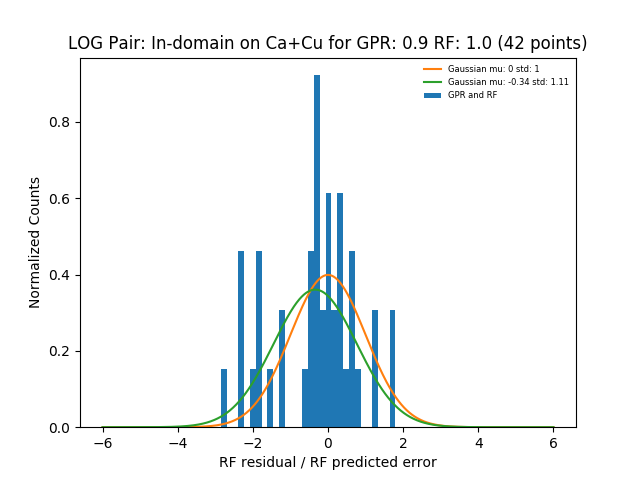 LOG Pair: In-domain on Ca+Cu for GPR: 0.9 RF: 1.0 (42 points)
Gaussian mu: 0 std: 1
Gaussian mu: -0.34 std: 1.11
GPR and RF
Normalized Counts
0.8
0.6
0.4
0.2
0.0
−6 −4 −2 0 2 4 6
RF residual / RF predicted error